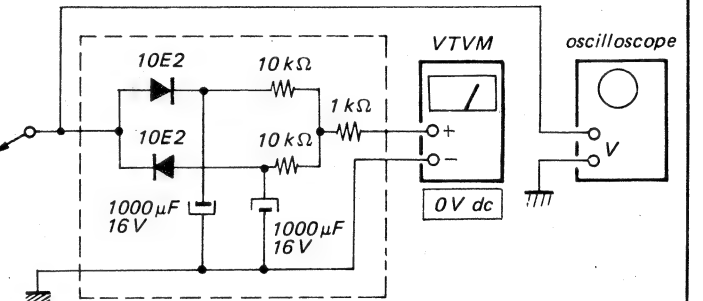 VTVM
oscilloscope
10E2
10 kΩ
1 kΩ
+
10E2
10 kΩ
V
−
1000 μF
16 V
1000 μF
16 V
0 V dc